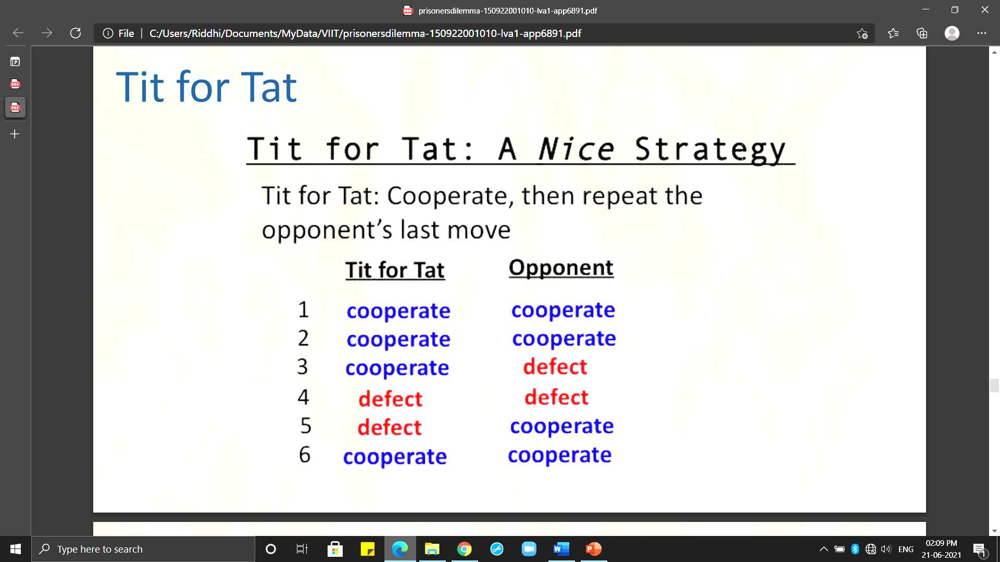 prisonersdilemma-150922001010-lva1-app6891.pdf
File | C:/Users/Riddhi/Documents/MyData/VIIT/prisonersdilemma-150922001010-lva1-app6891.pdf
Tit for Tat
Tit for Tat: A Nice Strategy
Tit for Tat: Cooperate, then repeat the
opponent’s last move
Tit for Tat Opponent
1 cooperate cooperate
2 cooperate cooperate
3 cooperate defect
4 defect defect
5 defect cooperate
6 cooperate cooperate
Type here to search
ENG
02:09 PM
21-06-2021
1